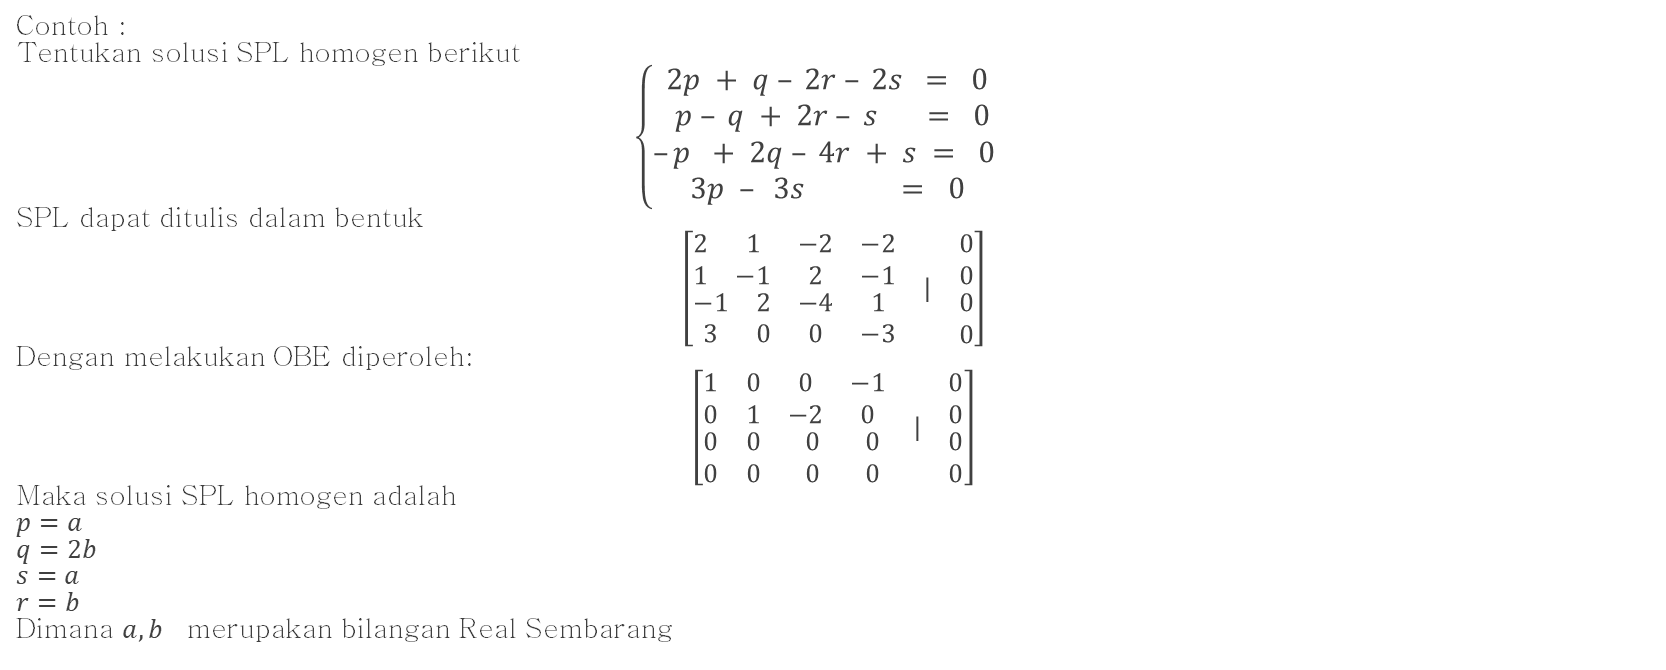 Contoh :
Tentukan solusi SPL homogen berikut
2p + q – 2r – 2s = 0
p – q + 2r – s = 0
–p + 2q – 4r + s = 0
3p – 3s = 0
SPL dapat ditulis dalam bentuk
2 1 −2 −2 0
1 −1 2 −1 0
−1 2 −4 1 | 0
3 0 0 −3 0
Dengan melakukan OBE diperoleh:
1 0 0 −1 0
0 1 −2 0 0
0 0 0 0 | 0
0 0 0 0 0
Maka solusi SPL homogen adalah
p = a
q = 2b
s = a
r = b
Dimana a, b merupakan bilangan Real Sembarang